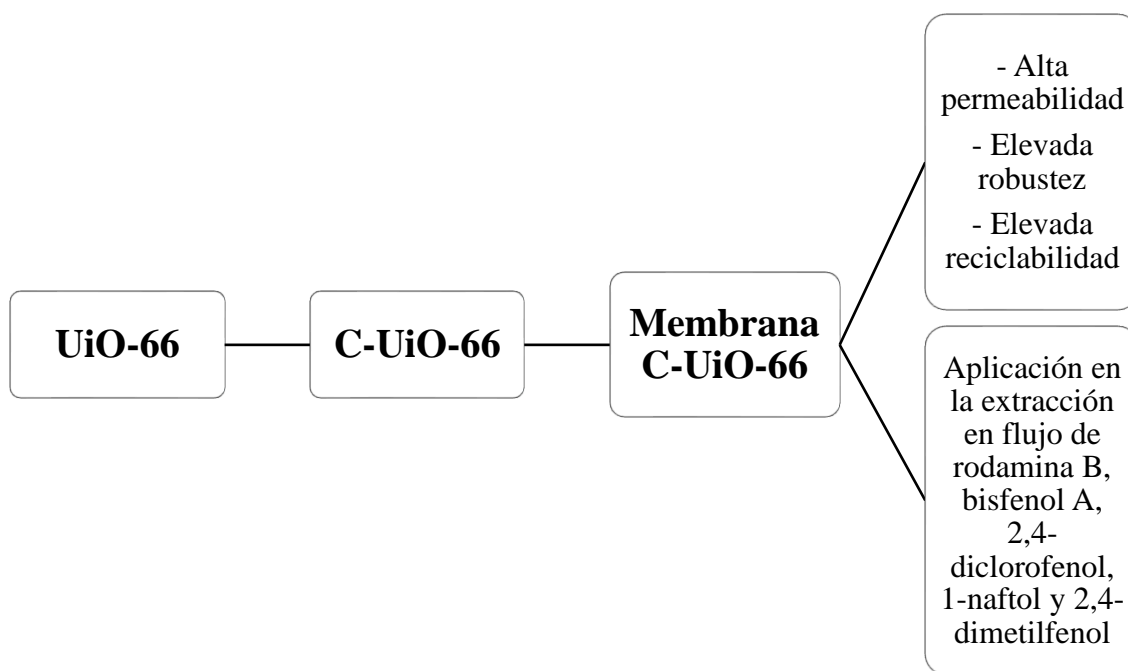 UiO-66
C-UiO-66
Membrana
C-UiO-66
- Alta
permeabilidad
- Elevada
robustez
- Elevada
reciclabilidad
Aplicación en
la extracción
en flujo de
rodamina B,
bisfenol A,
2,4-
diclorofenol,
1-naftol y 2,4-
dimetilfenol